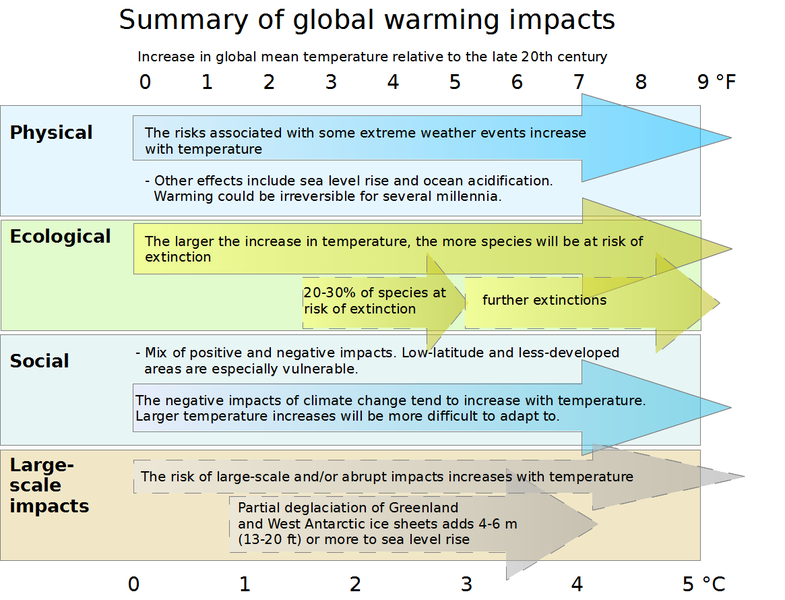 Summary of global warming impacts
Increase in global mean temperature relative to the late 20th century
0 1 2 3 4 5 6 7 8 9 °F
Physical
The risks associated with some extreme weather events increase
with temperature
- Other effects include sea level rise and ocean acidification.
Warming could be irreversible for several millennia.
Ecological
The larger the increase in temperature, the more species will be at risk of
extinction
20-30% of species at
risk of extinction
further extinctions
Social
- Mix of positive and negative impacts. Low-latitude and less-developed
areas are especially vulnerable.
The negative impacts of climate change tend to increase with temperature.
Larger temperature increases will be more difficult to adapt to.
Large-
scale
impacts
The risk of large-scale and/or abrupt impacts increases with temperature
Partial deglaciation of Greenland
and West Antarctic ice sheets adds 4-6 m
(13-20 ft) or more to sea level rise
0 1 2 3 4 5 °C